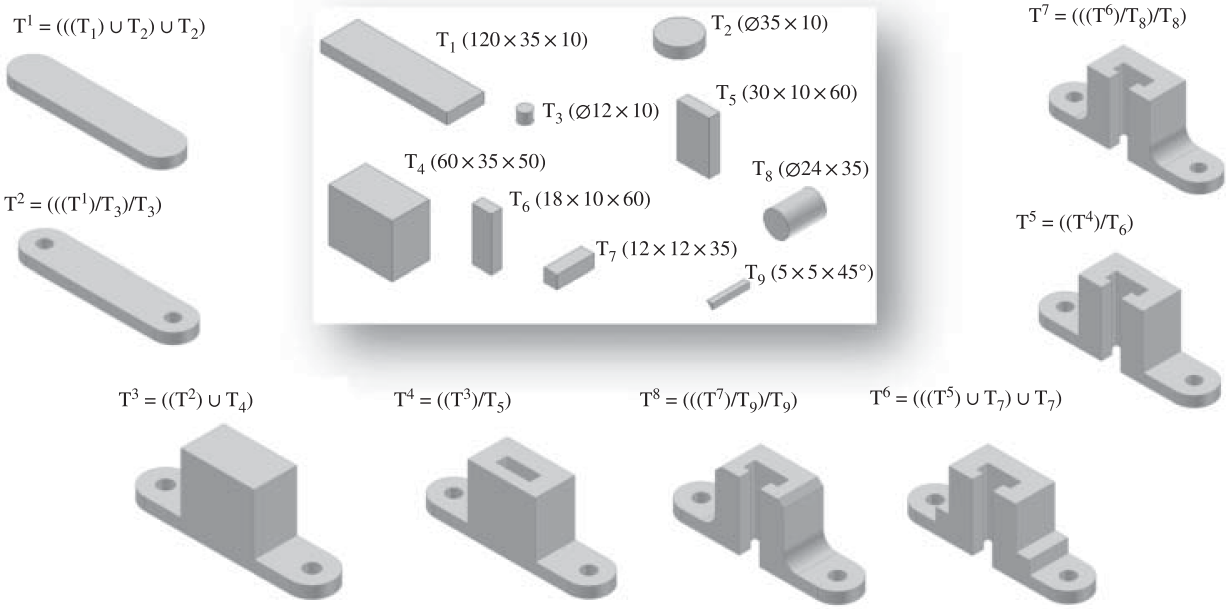 T¹ = (((T₁) ∪ T₂) ∪ T₂)
T₁ (120 × 35 × 10)
T₂ (∅35 × 10)
T⁷ = (((T⁶)/T₈)/T₈)
T₃ (∅12 × 10)
T₅ (30 × 10 × 60)
T₄ (60 × 35 × 50)
T₈ (∅24 × 35)
T² = (((T¹)/T₃)/T₃)
T₆ (18 × 10 × 60)
T⁵ = ((T⁴)/T₆)
T₇ (12 × 12 × 35)
T₉ (5 × 5 × 45°)
T³ = ((T²) ∪ T₄)
T⁴ = ((T³)/T₅)
T⁸ = (((T⁷)/T₉)/T₉)
T⁶ = (((T⁵) ∪ T₇) ∪ T₇)